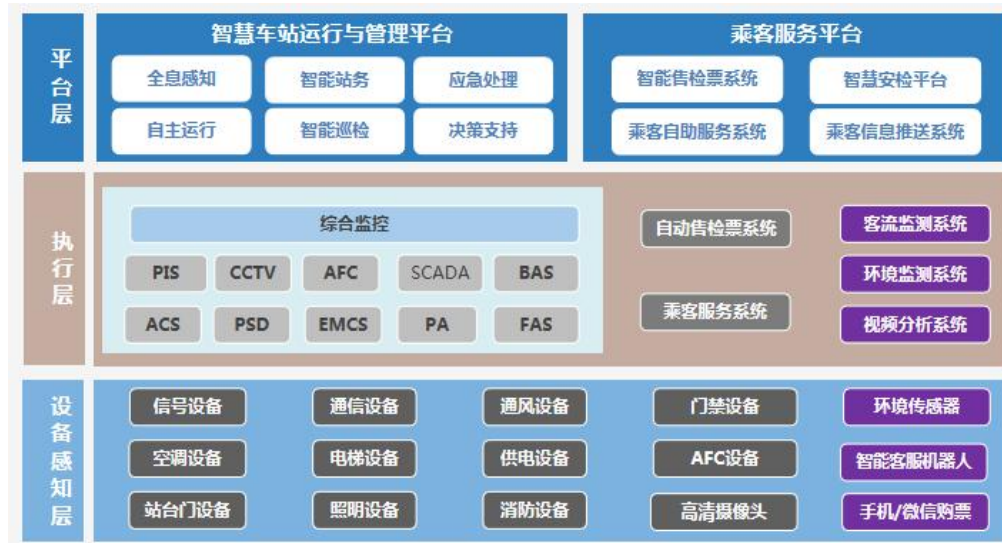 平台层
智慧车站运行与管理平台
全息感知
智能站务
应急处理
自主运行
智能巡检
决策支持
乘客服务平台
智能售检票系统
智慧安检平台
乘客自助服务系统
乘客信息推送系统
执行层
综合监控
PIS
CCTV
AFC
SCADA
BAS
ACS
PSD
EMCS
PA
FAS
自动售检票系统
乘客服务系统
客流监测系统
环境监测系统
视频分析系统
设备感知层
信号设备
通信设备
通风设备
门禁设备
环境传感器
空调设备
电梯设备
供电设备
AFC设备
智能客服机器人
站台门设备
照明设备
消防设备
高清摄像头
手机/微信购票